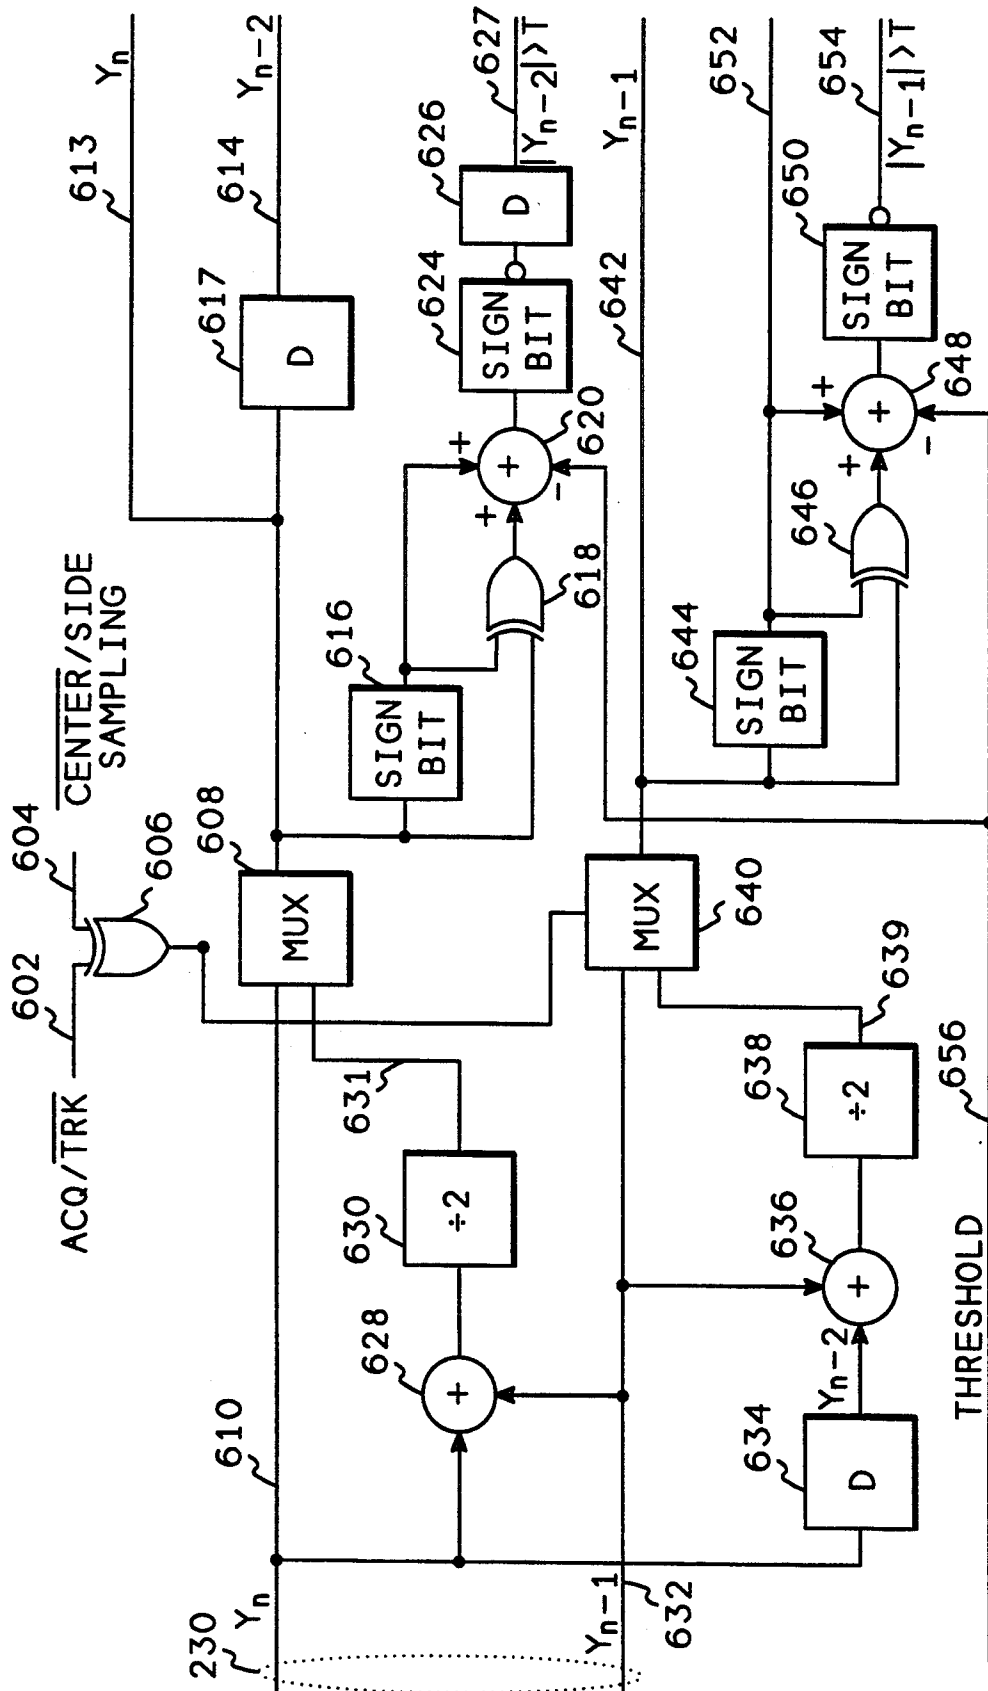 ACQ/TRK
602
604
CENTER/SIDE
SAMPLING
606
613
Yn
230
Yn
610
MUX
608
617
D
614
Yn-2
631
628
+
630
÷2
616
SIGN
BIT
618
+
+
+
-
620
624
SIGN
BIT
626
D
627
|Yn-2|>T
Yn-1
632
MUX
640
642
Yn-1
634
D
Yn-2
636
+
638
÷2
639
644
SIGN
BIT
646
+
+
+
-
648
650
SIGN
BIT
652
654
|Yn-1|>T
THRESHOLD
656